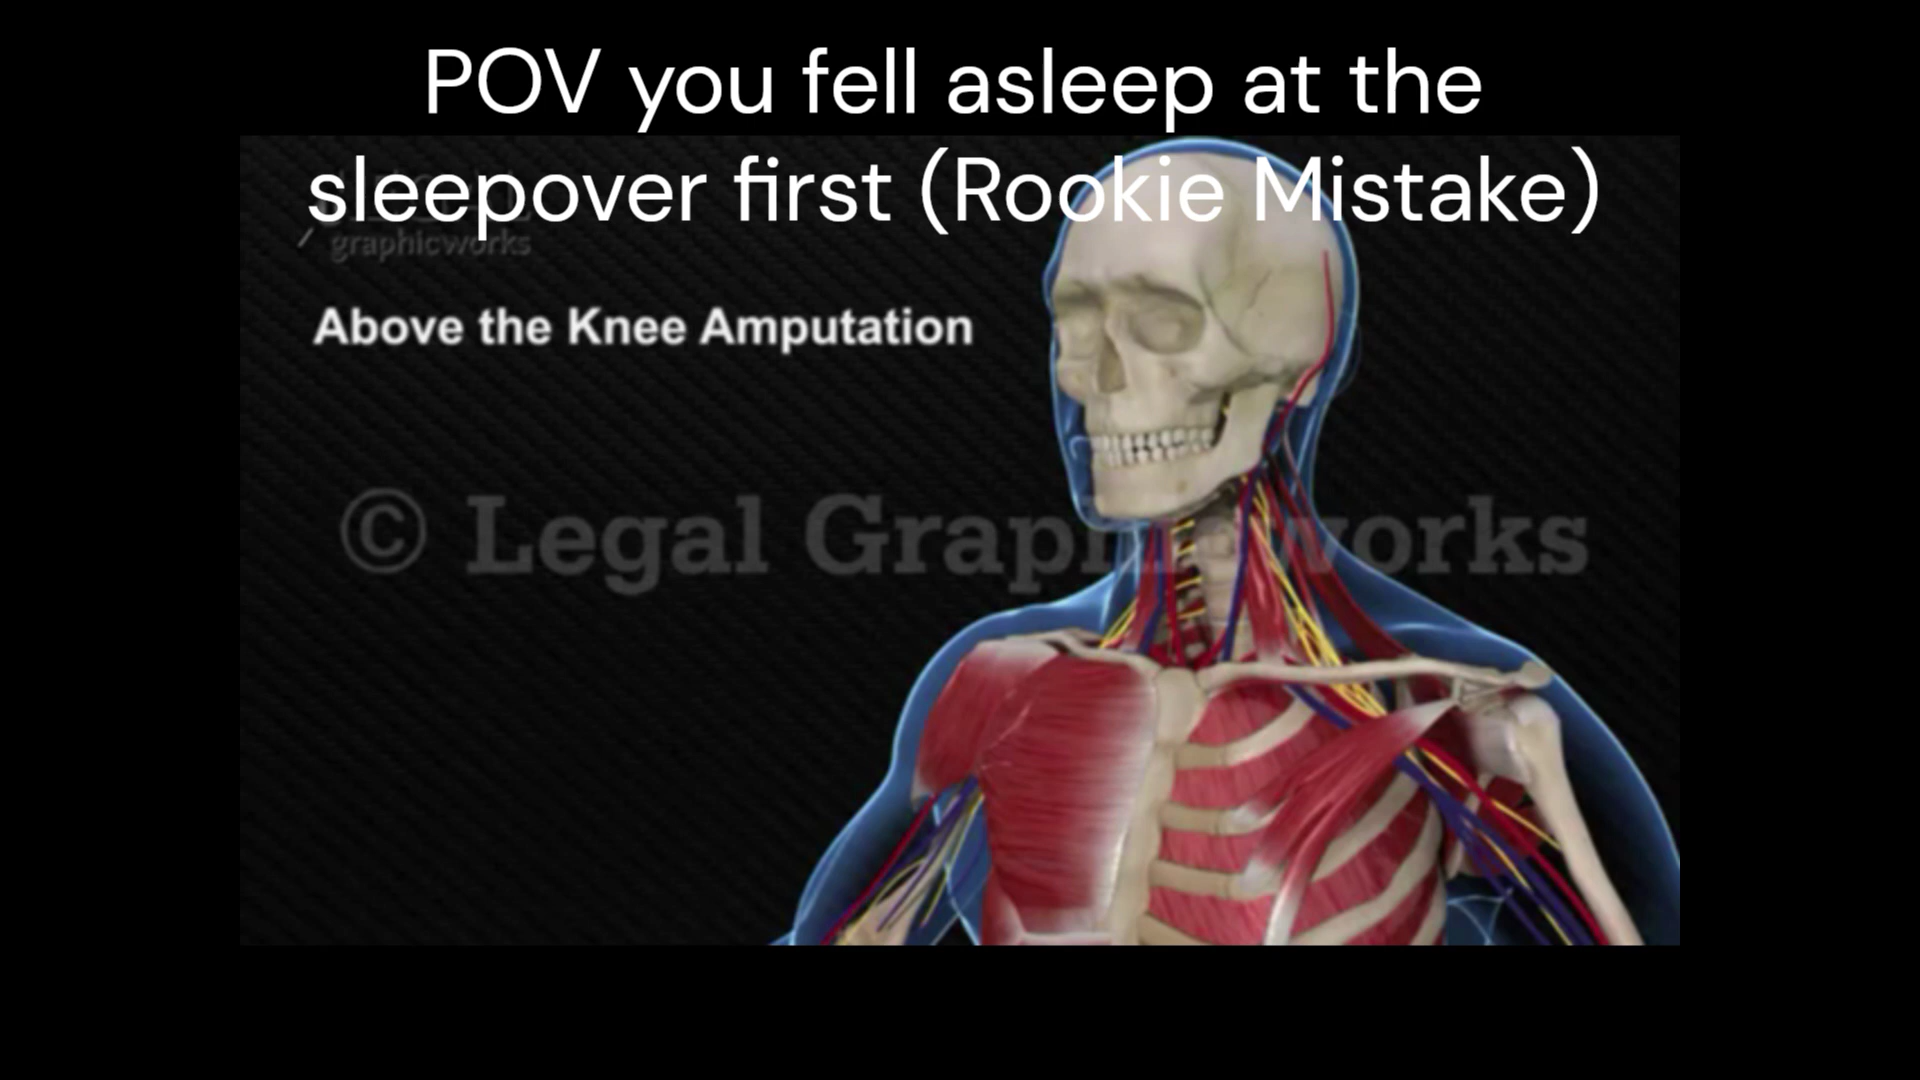 POV you fell asleep at the
sleepover first (Rookie Mistake)
graphicworks
Above the Knee Amputation
© Legal Graphicworks